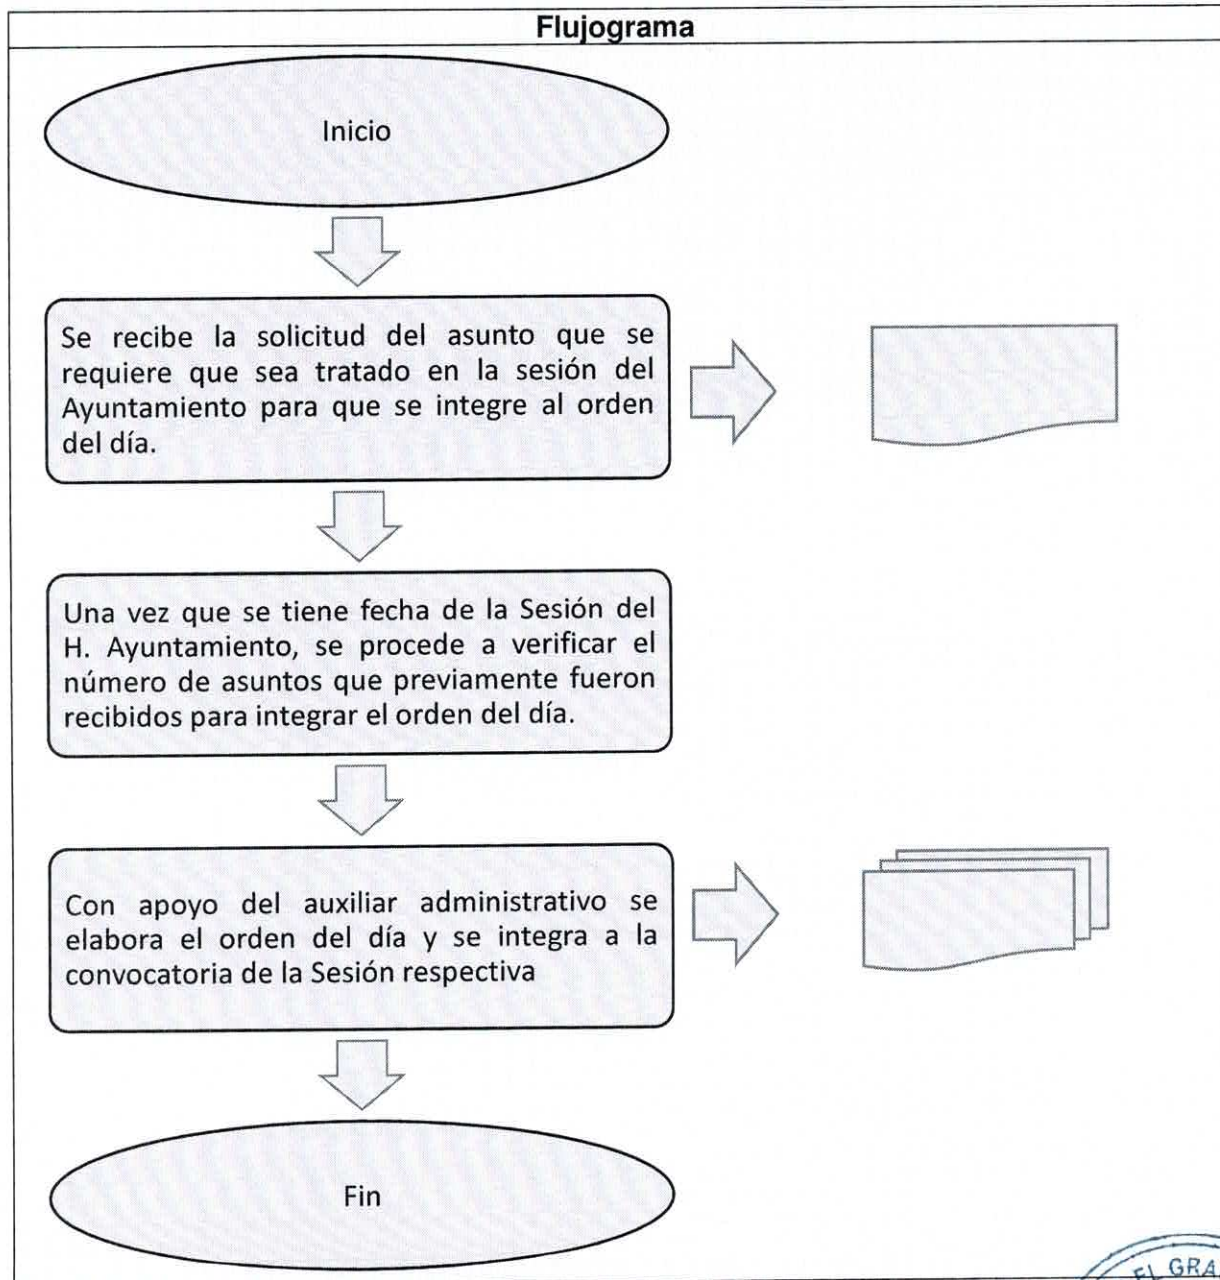 Flujograma
Inicio
Se recibe la solicitud del asunto que se
requiere que sea tratado en la sesión del
Ayuntamiento para que se integre al orden
del día.
Una vez que se tiene fecha de la Sesión del
H. Ayuntamiento, se procede a verificar el
número de asuntos que previamente fueron
recibidos para integrar el orden del día.
Con apoyo del auxiliar administrativo se
elabora el orden del día y se integra a la
convocatoria de la Sesión respectiva
Fin
EL GRA